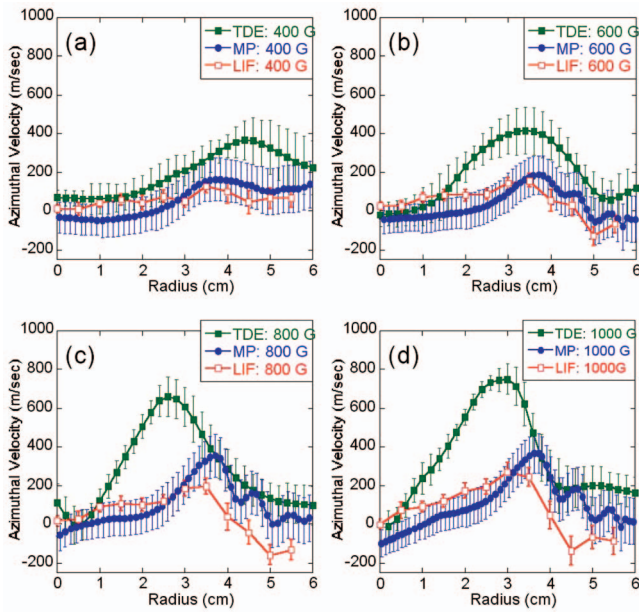 (a)
TDE: 400 G
MP: 400 G
LIF: 400 G
Azimuthal Velocity (m/sec)
1000
800
600
400
200
0
-200
0 1 2 3 4 5 6
Radius (cm)
(b)
TDE: 600 G
MP: 600 G
LIF: 600 G
Azimuthal Velocity (m/sec)
1000
800
600
400
200
0
-200
0 1 2 3 4 5 6
Radius (cm)
(c)
TDE: 800 G
MP: 800 G
LIF: 800 G
Azimuthal Velocity (m/sec)
1000
800
600
400
200
0
-200
0 1 2 3 4 5 6
Radius (cm)
(d)
TDE: 1000 G
MP: 1000 G
LIF: 1000G
Azimuthal Velocity (m/sec)
1000
800
600
400
200
0
-200
0 1 2 3 4 5 6
Radius (cm)